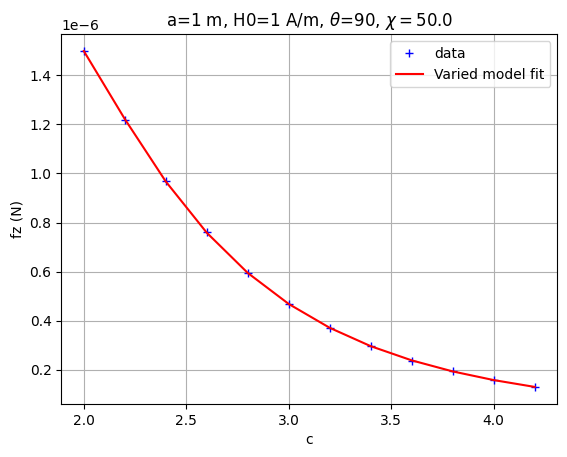 a=1 m, H0=1 A/m, θ=90, χ = 50.0
1e−6
data
Varied model fit
1.4
1.2
1.0
0.8
0.6
0.4
0.2
fz (N)
2.0 2.5 3.0 3.5 4.0
c